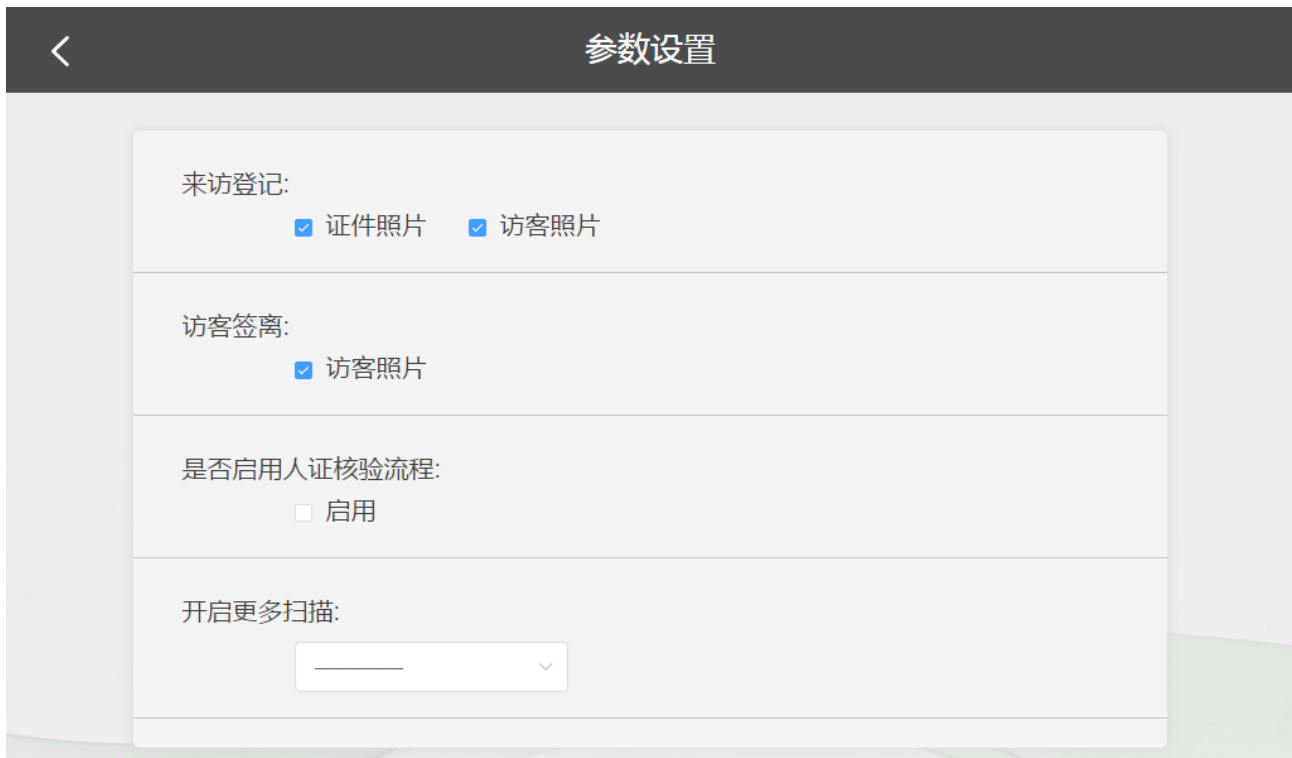 参数设置
来访登记:
证件照片 访客照片
访客签离:
访客照片
是否启用人证核验流程:
启用
开启更多扫描:
————